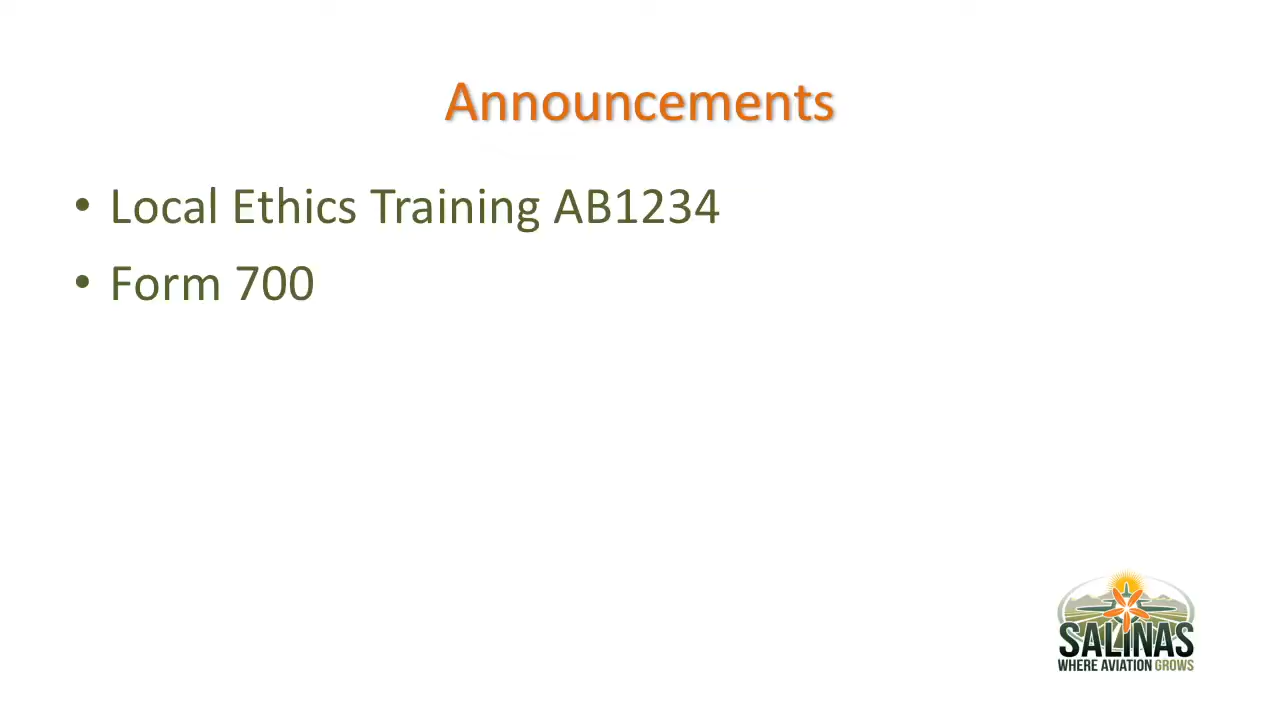 Announcements
• Local Ethics Training AB1234
• Form 700
SALINAS
WHERE AVIATION GROWS